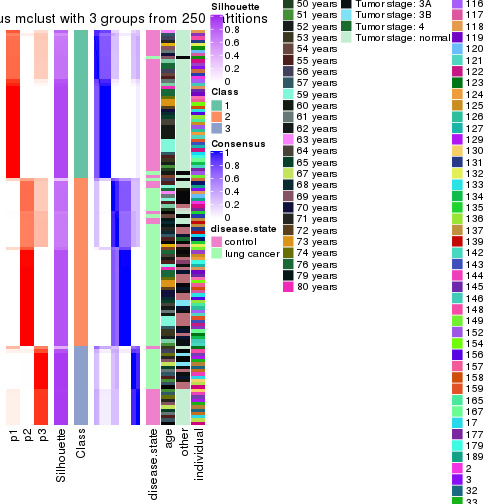 us mclust with 3 groups from 250 partitions
Silhouette
1
0.8
0.6
0.4
0.2
0
Class
1
2
3
Consensus
1
0.8
0.6
0.4
0.2
0
disease.state
control
lung cancer
50 years
51 years
52 years
53 years
54 years
55 years
56 years
57 years
59 years
60 years
61 years
62 years
63 years
64 years
65 years
67 years
68 years
69 years
70 years
71 years
72 years
73 years
74 years
76 years
79 years
80 years
Tumor stage: 3A
Tumor stage: 3B
Tumor stage: 4
Tumor stage: normal
116
117
118
119
120
121
122
123
124
125
126
127
129
130
131
132
133
134
135
136
137
139
142
143
144
145
146
148
149
152
154
156
157
158
159
165
167
17
177
179
189
2
3
32
33
p1
p2
p3
Silhouette
Class
disease.state
age
other
individual